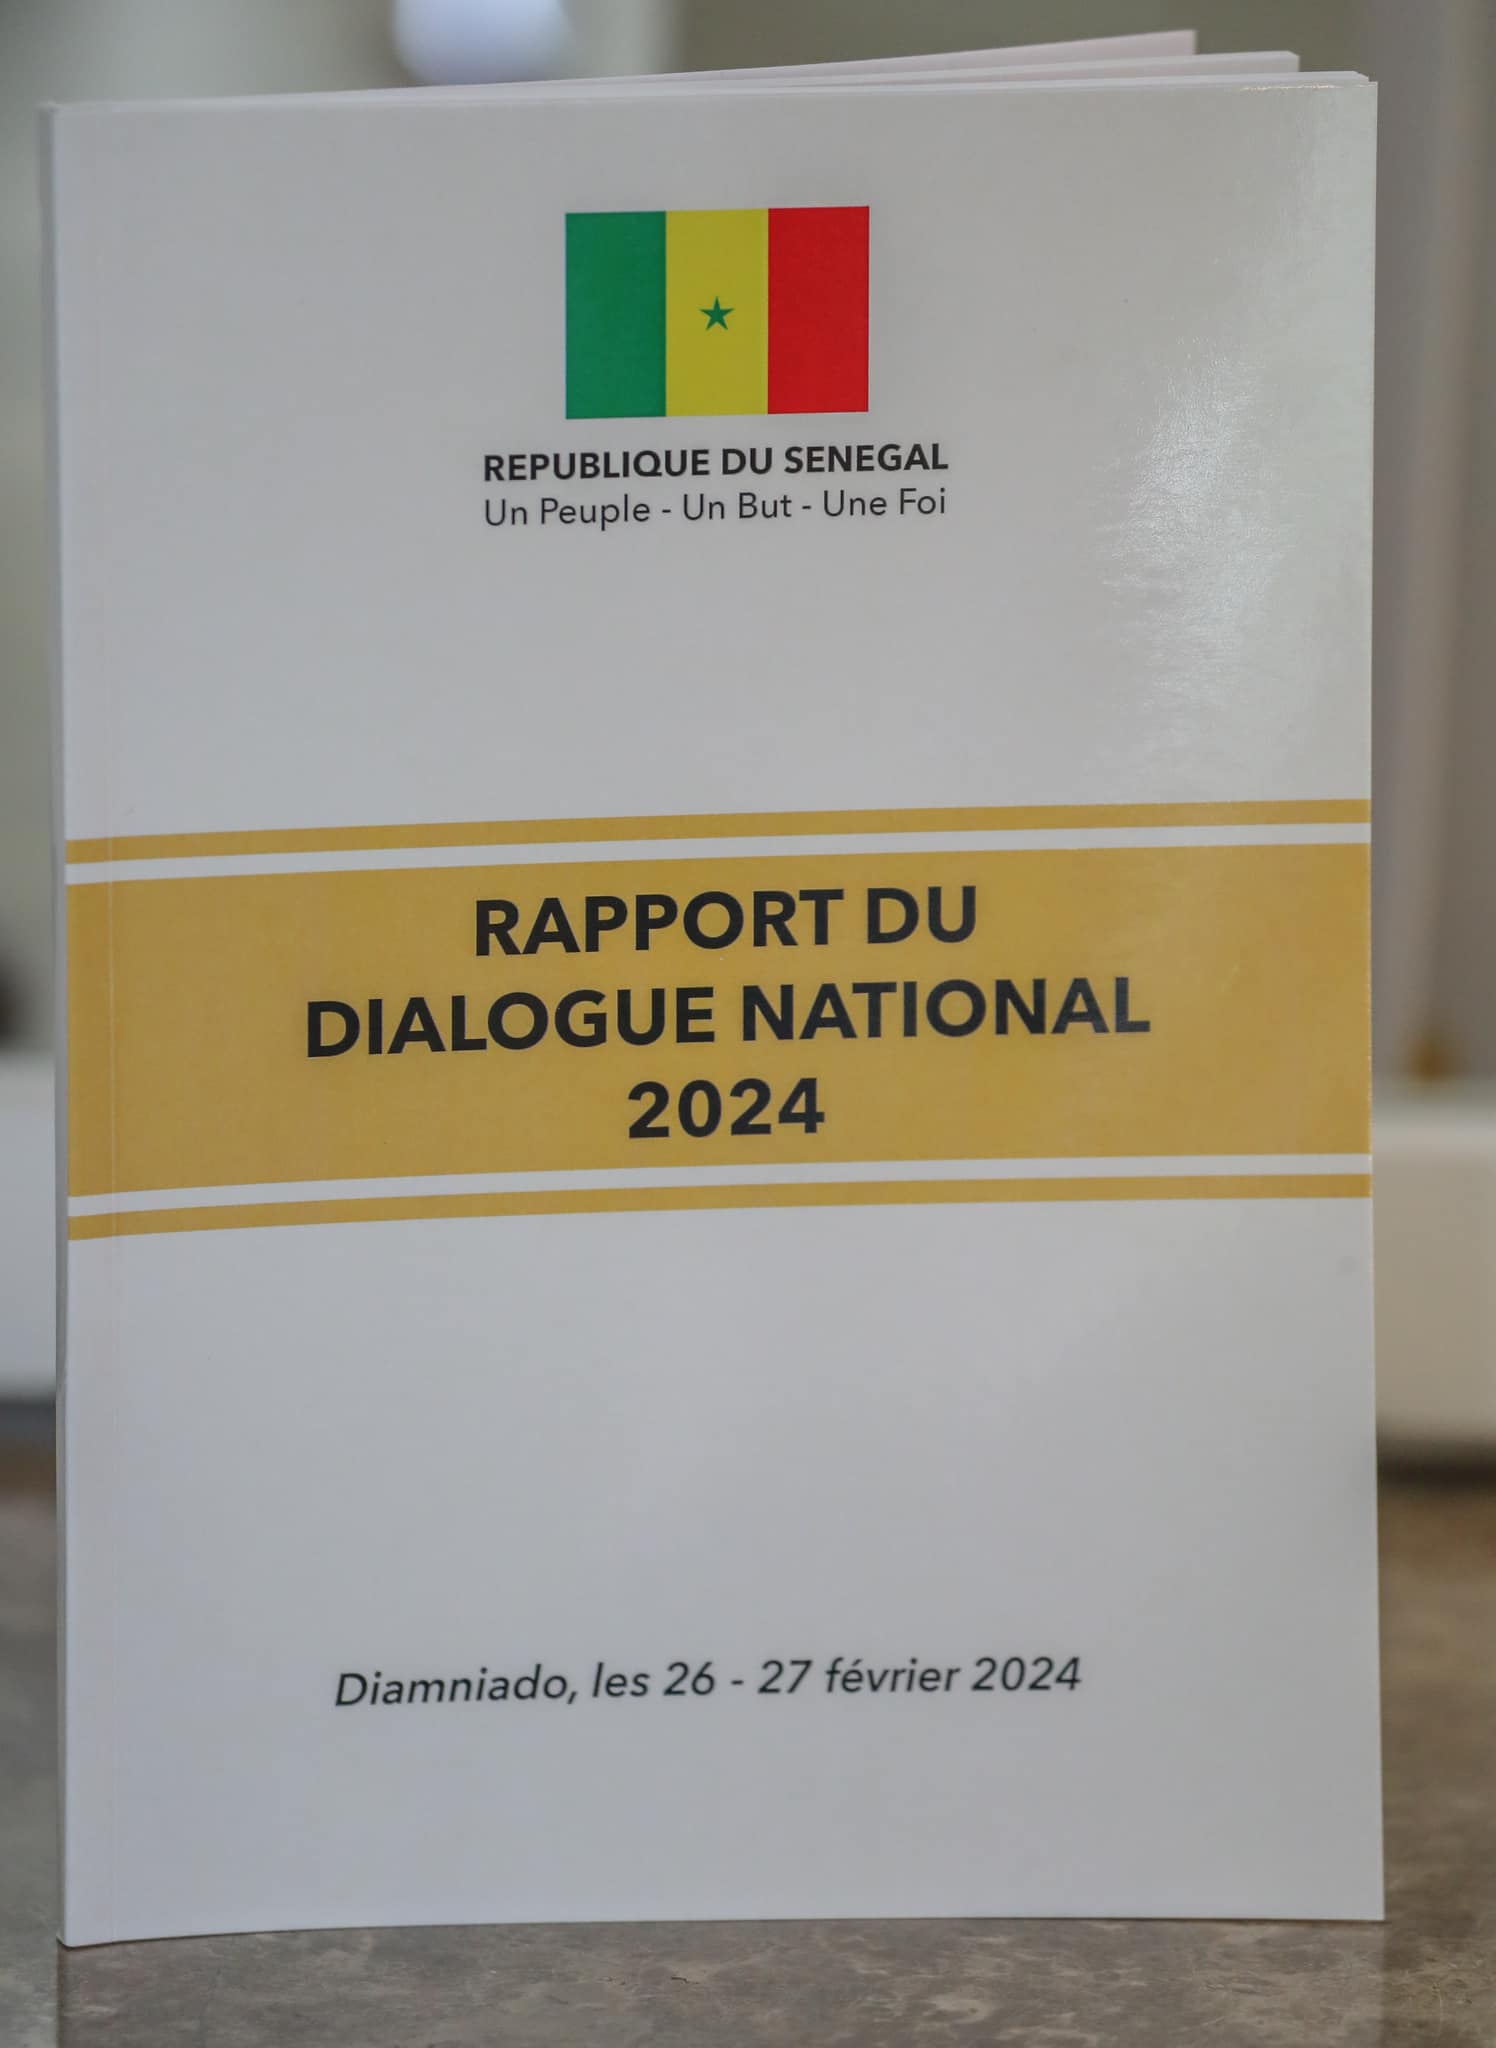 REPUBLIQUE DU SENEGAL
Un Peuple - Un But - Une Foi
RAPPORT DU
DIALOGUE NATIONAL
2024
Diamniado, les 26 - 27 février 2024